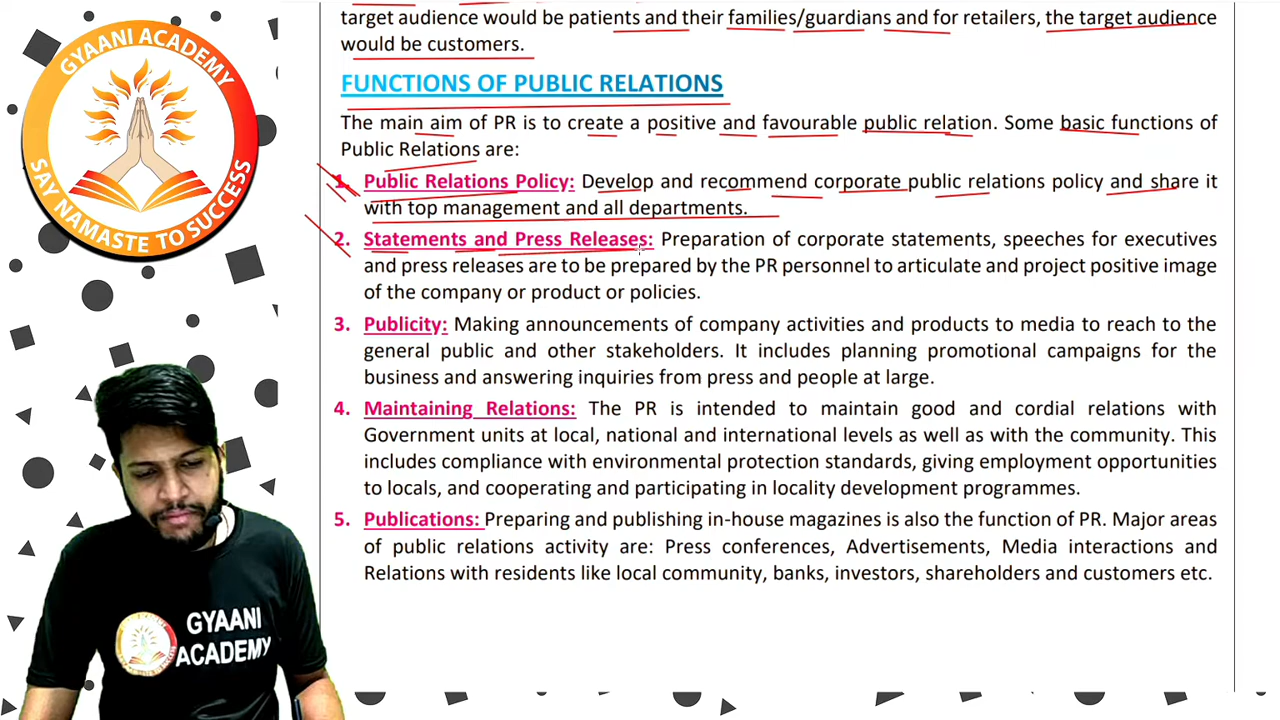 GYAANI ACADEMY
SAY NAMASTE TO SUCCESS
target audience would be patients and their families/guardians and for retailers, the target audience
would be customers.
FUNCTIONS OF PUBLIC RELATIONS
The main aim of PR is to create a positive and favourable public relation. Some basic functions of
Public Relations are:
1. Public Relations Policy: Develop and recommend corporate public relations policy and share it
with top management and all departments.
2. Statements and Press Releases: Preparation of corporate statements, speeches for executives
and press releases are to be prepared by the PR personnel to articulate and project positive image
of the company or product or policies.
3. Publicity: Making announcements of company activities and products to media to reach to the
general public and other stakeholders. It includes planning promotional campaigns for the
business and answering inquiries from press and people at large.
4. Maintaining Relations: The PR is intended to maintain good and cordial relations with
Government units at local, national and international levels as well as with the community. This
includes compliance with environmental protection standards, giving employment opportunities
to locals, and cooperating and participating in locality development programmes.
5. Publications: Preparing and publishing in-house magazines is also the function of PR. Major areas
of public relations activity are: Press conferences, Advertisements, Media interactions and
Relations with residents like local community, banks, investors, shareholders and customers etc.
GYAANI
ACADEMY